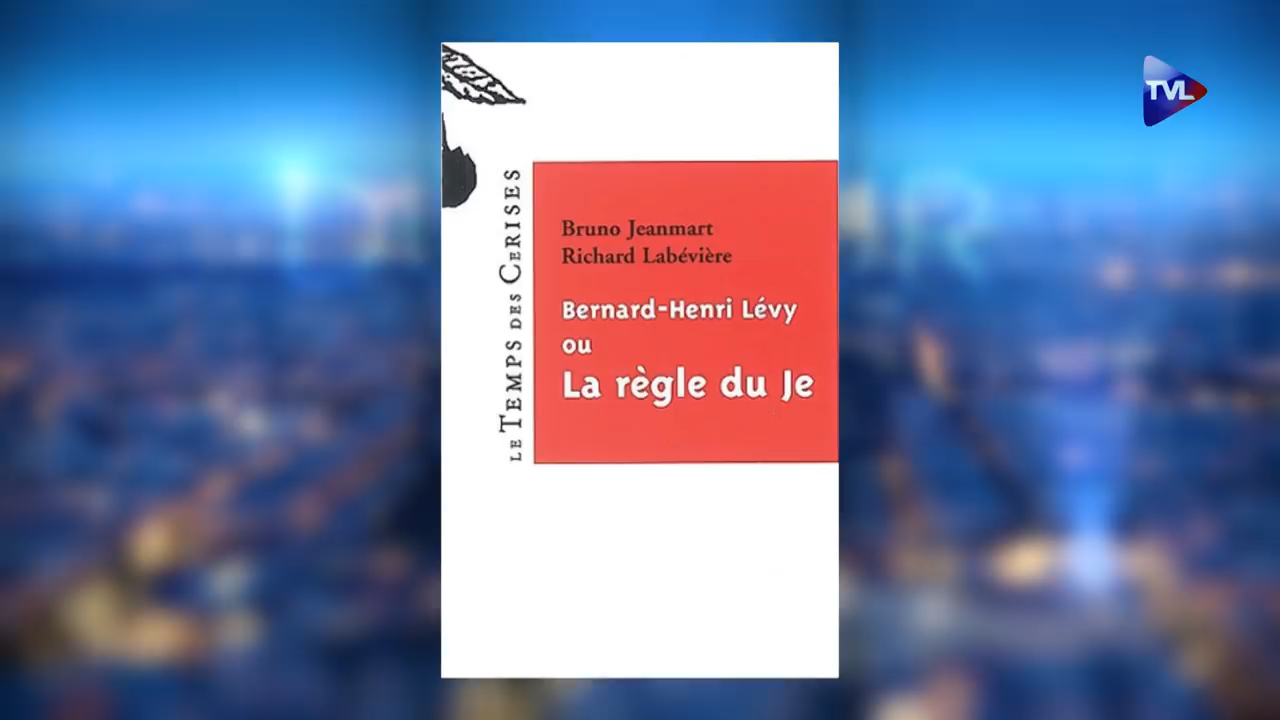 TVL
LE TEMPS DES CERISES
Bruno Jeanmart
Richard Labévière
Bernard-Henri Lévy
ou
La règle du Je